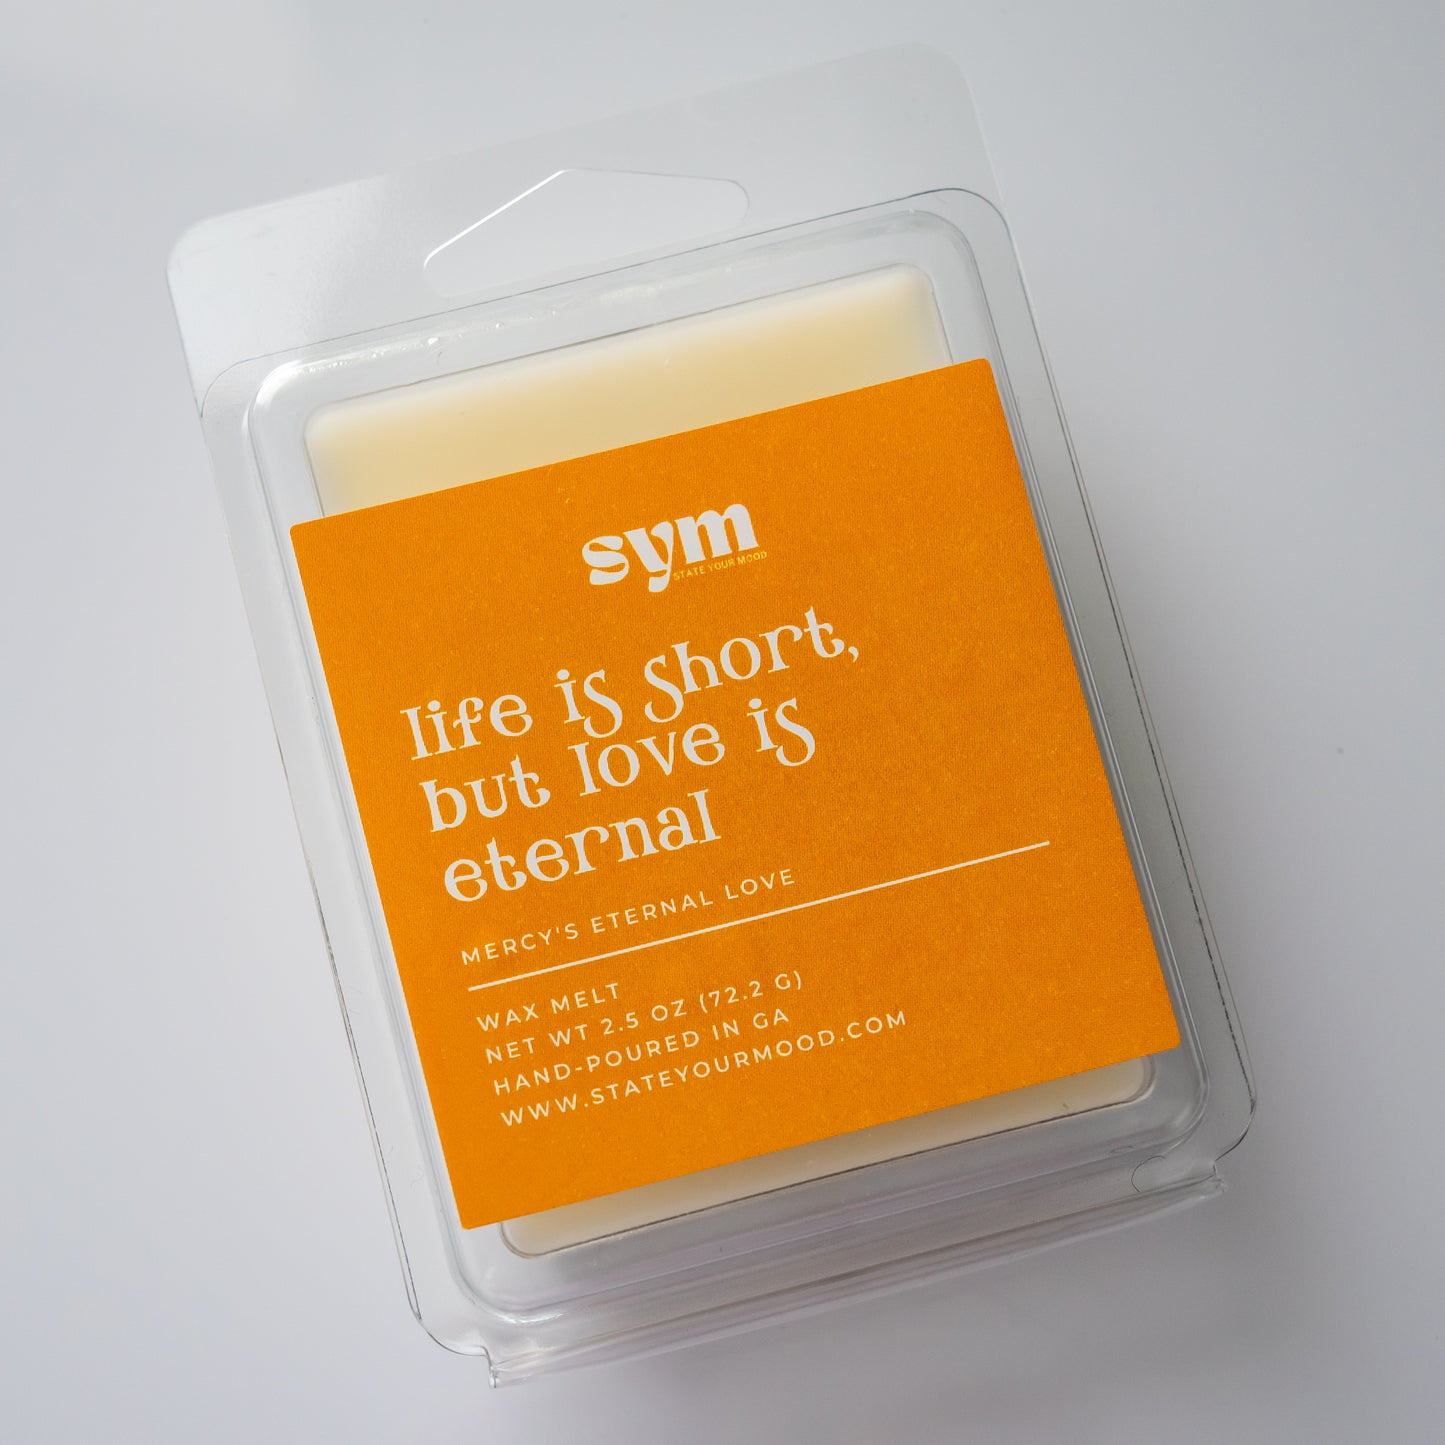 sym
STATE YOUR MOOD
life is short,
but love is
eternal
MERCY'S ETERNAL LOVE
WAX MELT
NET WT 2.5 OZ (72.2 G)
HAND-POURED IN GA
WWW.STATEYOURMOOD.COM